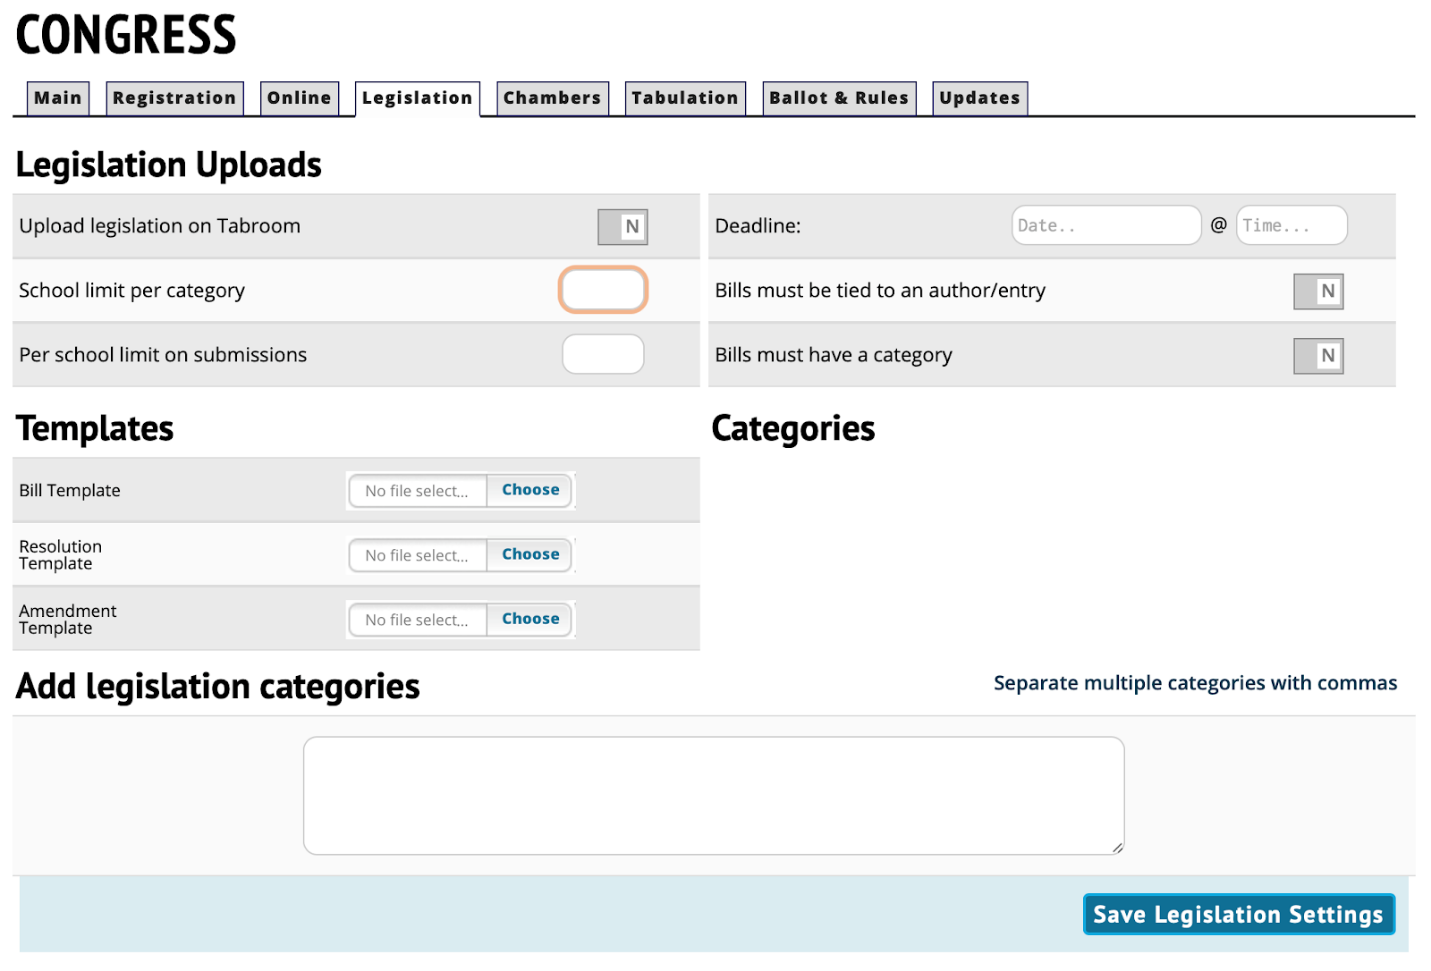 CONGRESS
Main Registration Online Legislation Chambers Tabulation Ballot & Rules Updates
Legislation Uploads
Upload legislation on Tabroom N Deadline: Date.. @ Time...
School limit per category Bills must be tied to an author/entry N
Per school limit on submissions Bills must have a category N
Templates Categories
Bill Template No file select... Choose
Resolution
Template No file select... Choose
Amendment
Template No file select... Choose
Add legislation categories Separate multiple categories with commas
Save Legislation Settings